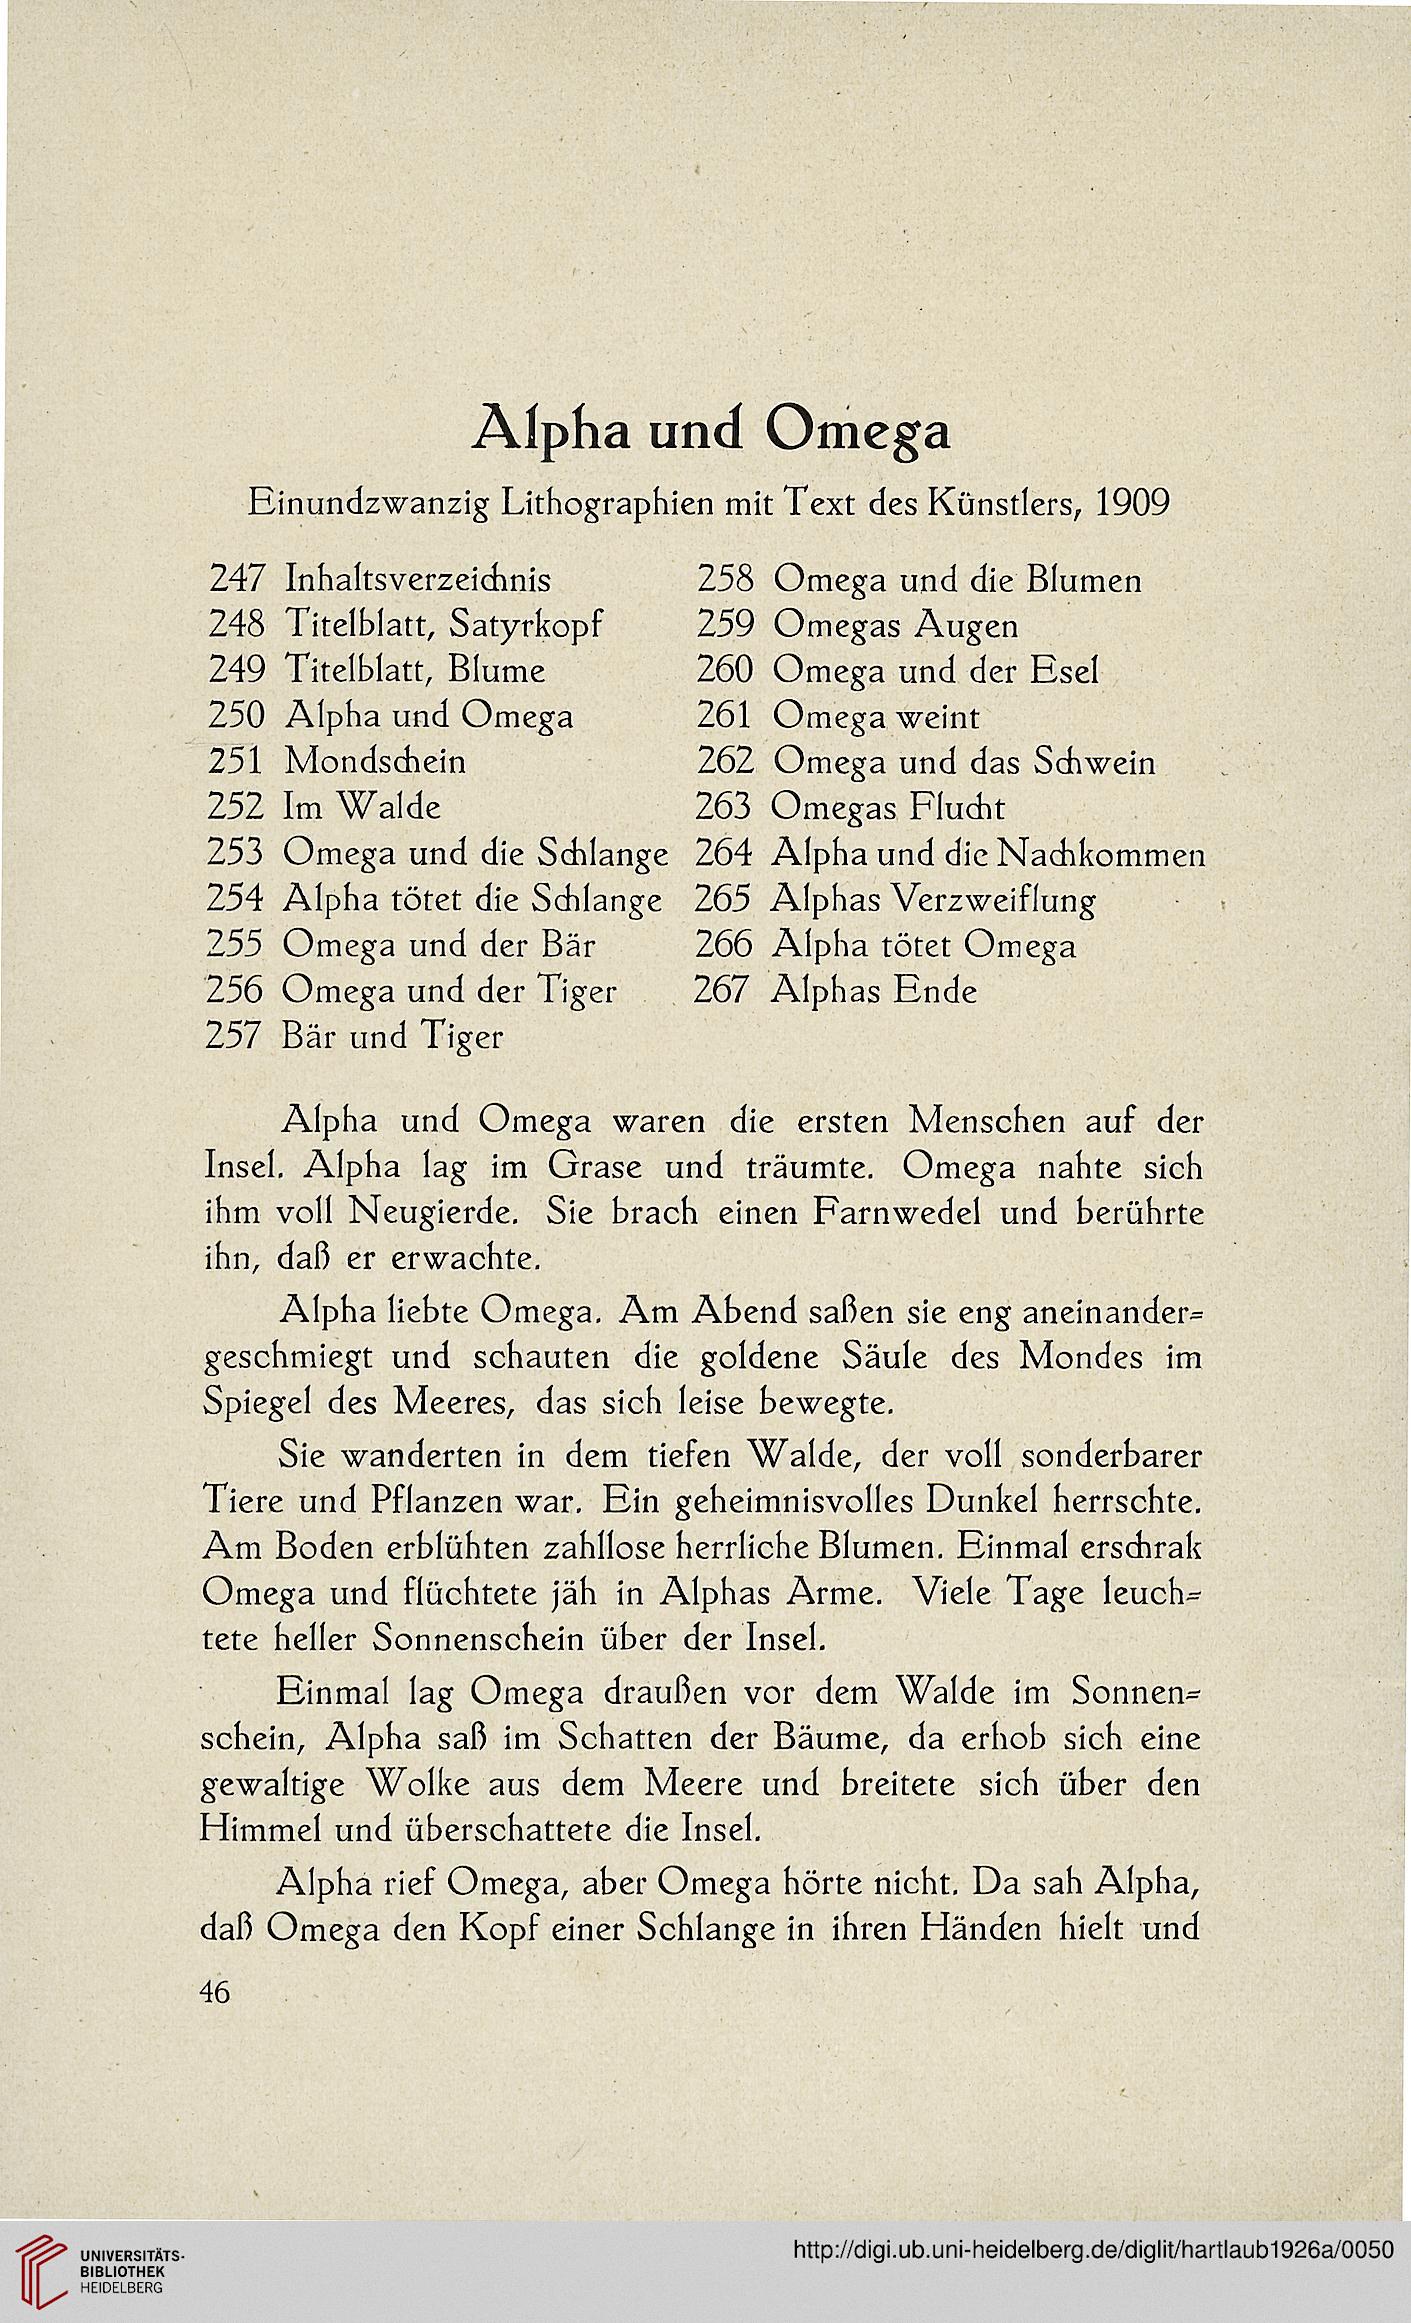 Alpha und Omega
Einundzwanzig Lithographien mit Text des Künstlers, 1909
247 Inhaltsverzeichnis
248 Titelblatt, Satyrkopf
249 Titelblatt, Blume
250 Alpha und Omega
251 Mondschein
252 Im Walde
253 Omega und die Schlange
254 Alpha tötet die Schlange
255 Omega und der Bär
256 Omega und der Tiger
257 Bär und Tiger
258 Omega und die Blumen
259 Omegas Augen
260 Omega und der Esel
261 Omega weint
262 Omega und das Schwein
263 Omegas Flucht
264 Alpha und die Nachkommen
265 Alphas Verzweiflung
266 Alpha tötet Omega
267 Alphas Ende
Alpha und Omega waren die ersten Menschen auf der
Insel. Alpha lag im Grase und träumte. Omega nahte sich
ihm voll Neugierde. Sie brach einen Farnwedel und berührte
ihn, daß er erwachte.
Alpha liebte Omega. Am Abend saßen sie eng aneinander-
geschmiegt und schauten die goldene Säule des Mondes im
Spiegel des Meeres, das sich leise bewegte.
Sie wanderten in dem tiefen Walde, der voll sonderbarer
Tiere und Pflanzen war. Ein geheimnisvolles Dunkel herrschte.
Am Boden erblühten zahllose herrliche Blumen. Einmal erschrak
Omega und flüchtete jäh in Alphas Arme. Viele Tage leuch-
tete heller Sonnenschein über der Insel.
Einmal lag Omega draußen vor dem Walde im Sonnen-
schein, Alpha saß im Schatten der Bäume, da erhob sich eine
gewaltige Wolke aus dem Meere und breitete sich über den
Himmel und überschattete die Insel.
Alpha rief Omega, aber Omega hörte nicht. Da sah Alpha,
daß Omega den Kopf einer Schlange in ihren Händen hielt und
46
UNIVERSITÄTS-
BIBLIOTHEK
HEIDELBERG
http://digi.ub.uni-heidelberg.de/diglit/hartlaub1926a/0050